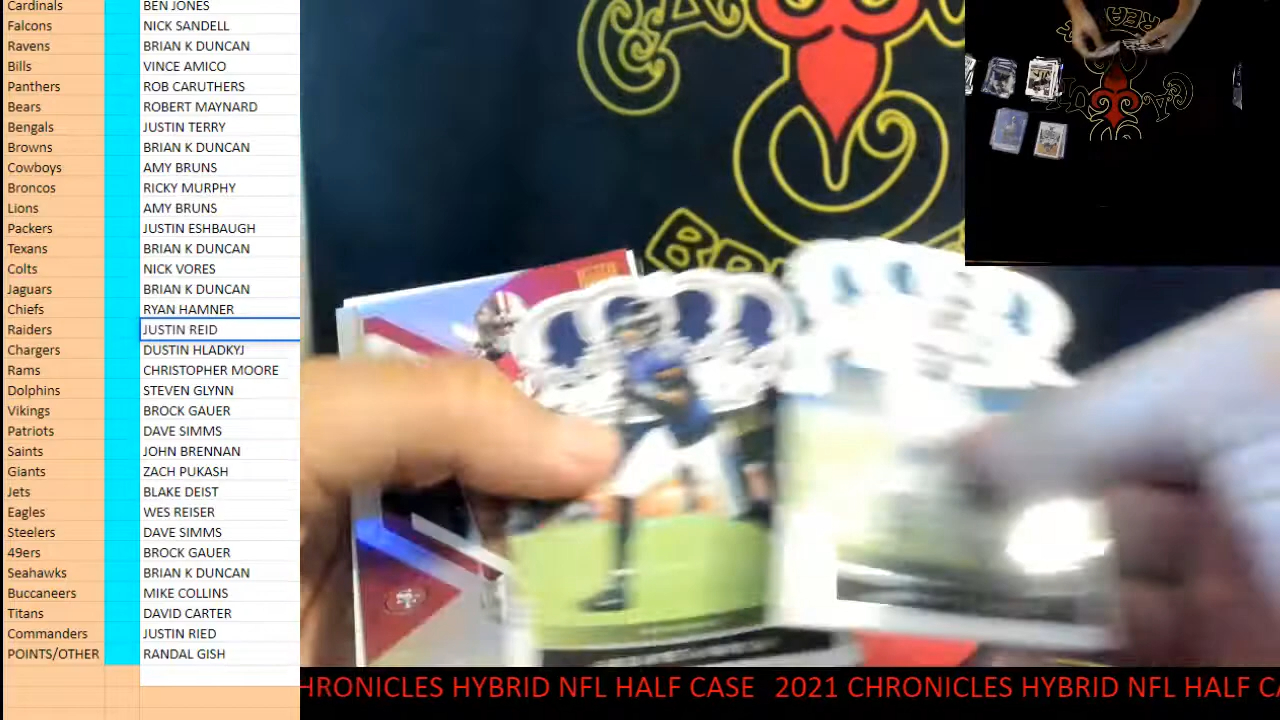 Cardinals BEN JONES
Falcons NICK SANDELL
Ravens BRIAN K DUNCAN
Bills VINCE AMICO
Panthers ROB CARUTHERS
Bears ROBERT MAYNARD
Bengals JUSTIN TERRY
Browns BRIAN K DUNCAN
Cowboys AMY BRUNS
Broncos RICKY MURPHY
Lions AMY BRUNS
Packers JUSTIN ESHBAUGH
Texans BRIAN K DUNCAN
Colts NICK VORES
Jaguars BRIAN K DUNCAN
Chiefs RYAN HAMNER
Raiders JUSTIN REID
Chargers DUSTIN HLADKYJ
Rams CHRISTOPHER MOORE
Dolphins STEVEN GLYNN
Vikings BROCK GAUER
Patriots DAVE SIMMS
Saints JOHN BRENNAN
Giants ZACH PUKASH
Jets BLAKE DEIST
Eagles WES REISER
Steelers DAVE SIMMS
49ers BROCK GAUER
Seahawks BRIAN K DUNCAN
Buccaneers MIKE COLLINS
Titans DAVID CARTER
Commanders JUSTIN RIED
POINTS/OTHER RANDAL GISH
HRONICLES HYBRID NFL HALF CASE 2021 CHRONICLES HYBRID NFL HALF CA